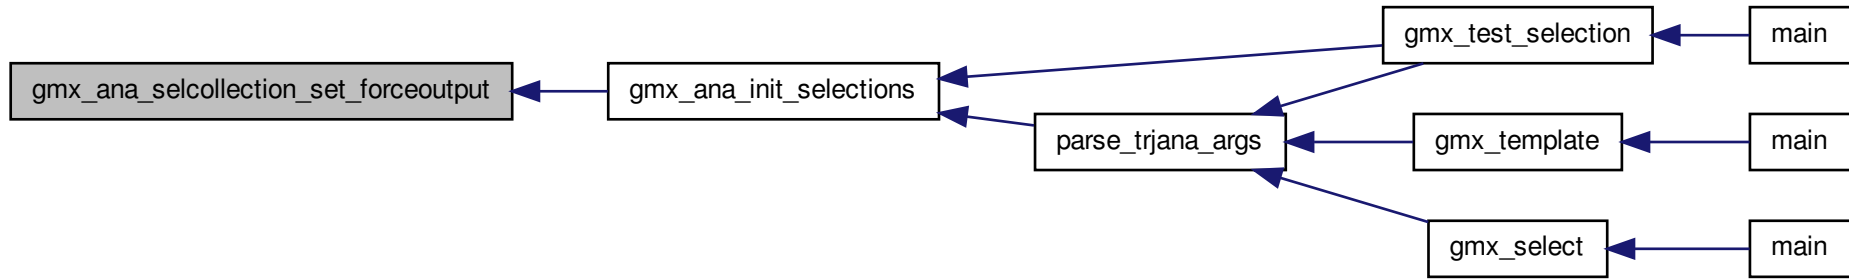 gmx_ana_selcollection_set_forceoutput
gmx_ana_init_selections
gmx_test_selection
main
parse_trjana_args
gmx_template
main
gmx_select
main